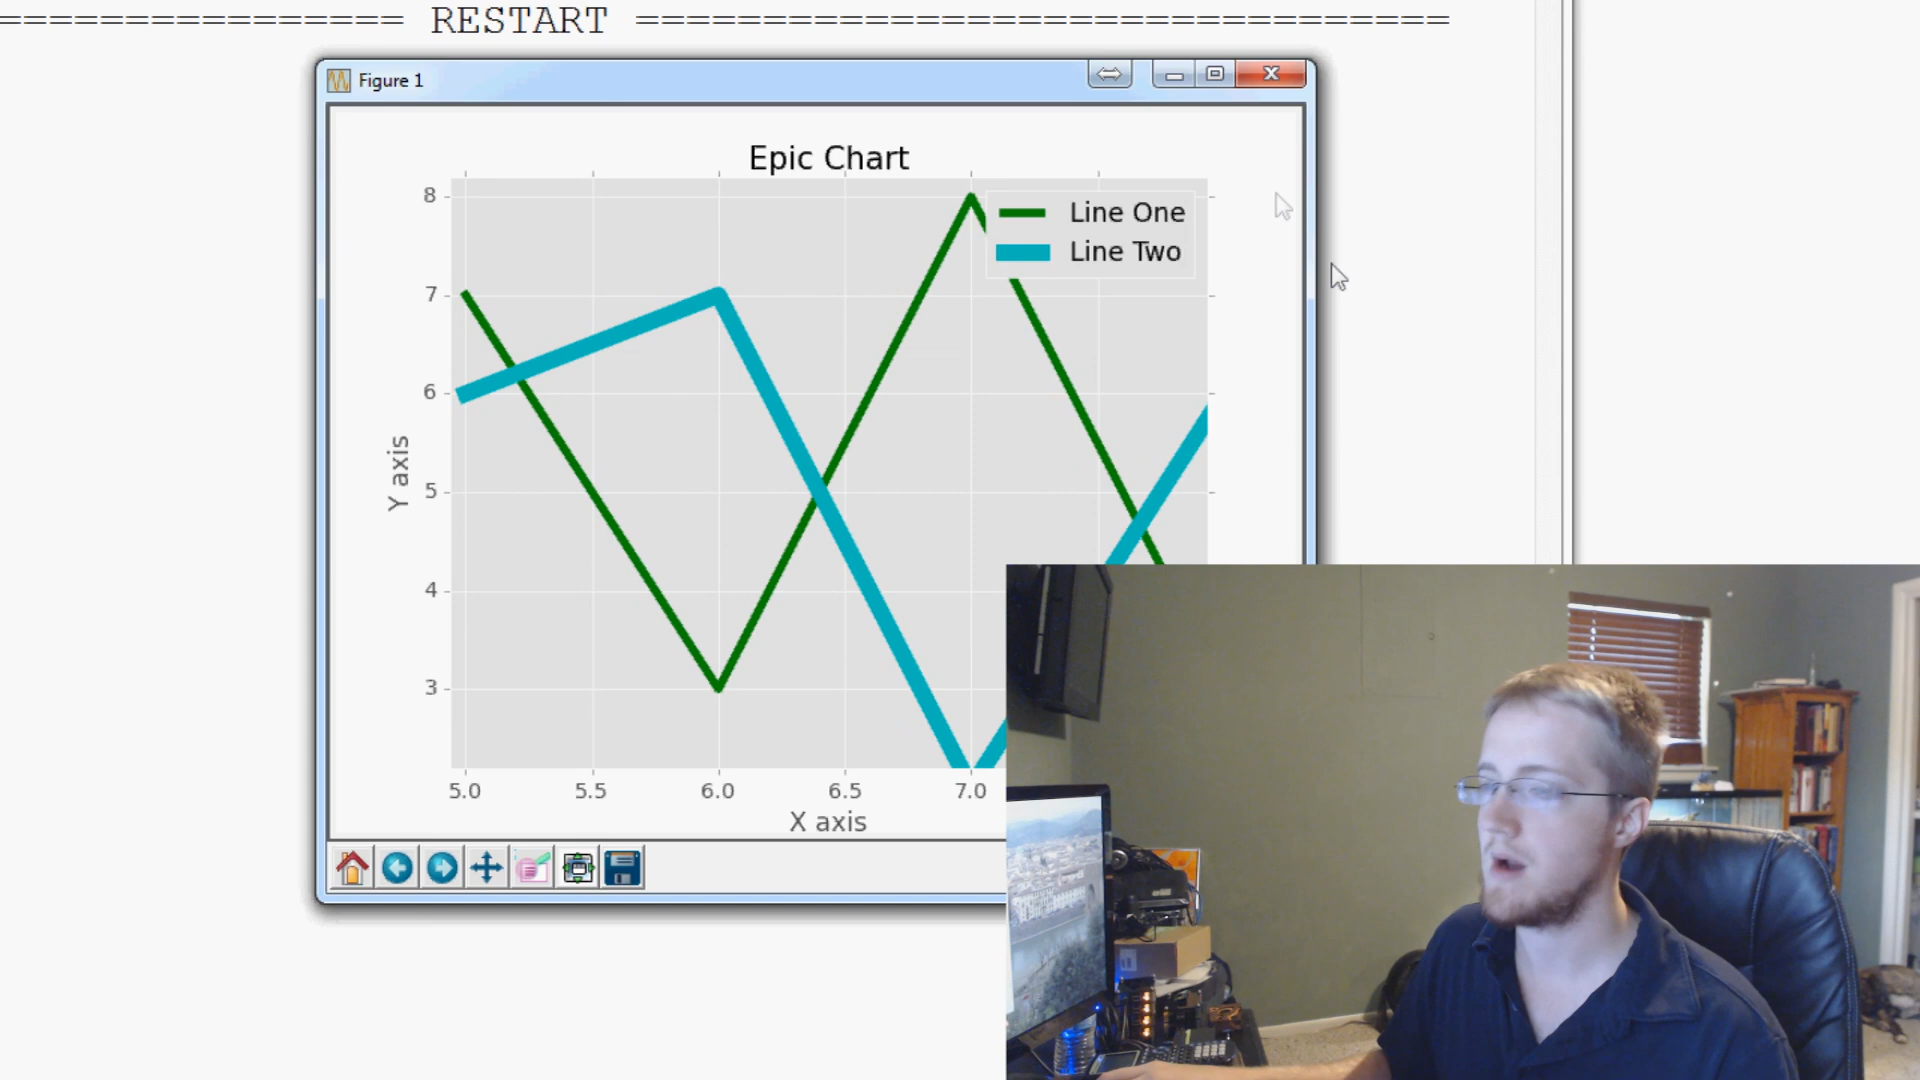 ================ RESTART ================================
Figure 1
Epic Chart
8
Line One
Line Two
7
6
5
4
3
Y axis
5.0 5.5 6.0 6.5 7.0
X axis